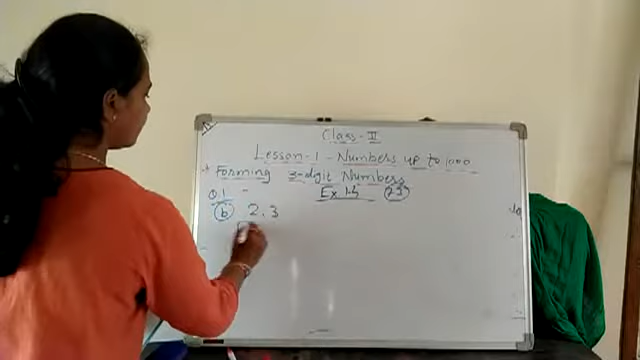 Class - II
Lesson - 1 - Numbers up to 1000
Forming 3-digit Numbers
Q1 - Ex 1.5
b 2.3